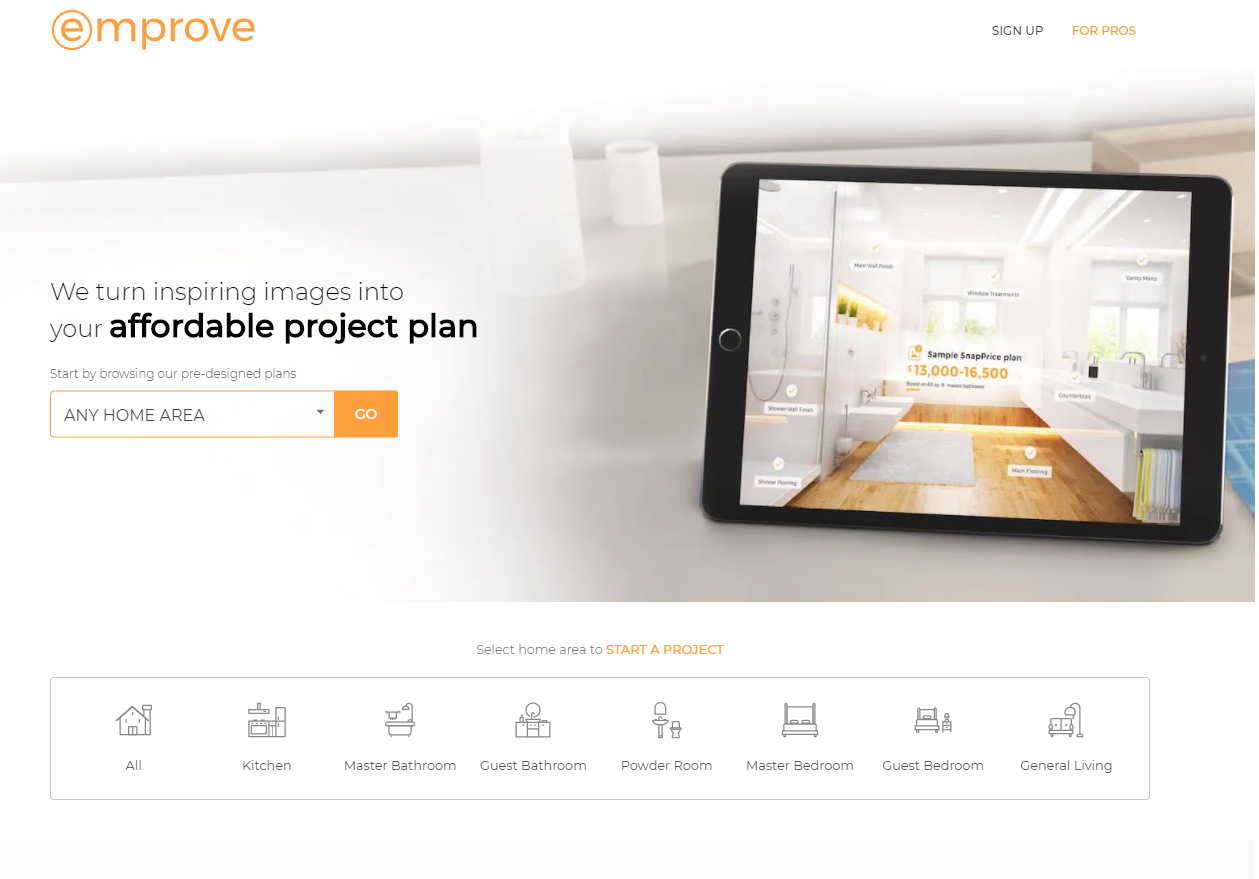 emprove
SIGN UP
FOR PROS
We turn inspiring images into
your affordable project plan
Start by browsing our pre-designed plans
ANY HOME AREA
GO
Main Wall Finish
Window Treatments
Vanity Mirror
Sample SnapPrice plan
$13,000-16,500
Based on 60 sq. ft. master bathroom
Shower Wall Finish
Countertops
Main Flooring
Shower Flooring
Select home area to START A PROJECT
All
Kitchen
Master Bathroom
Guest Bathroom
Powder Room
Master Bedroom
Guest Bedroom
General Living